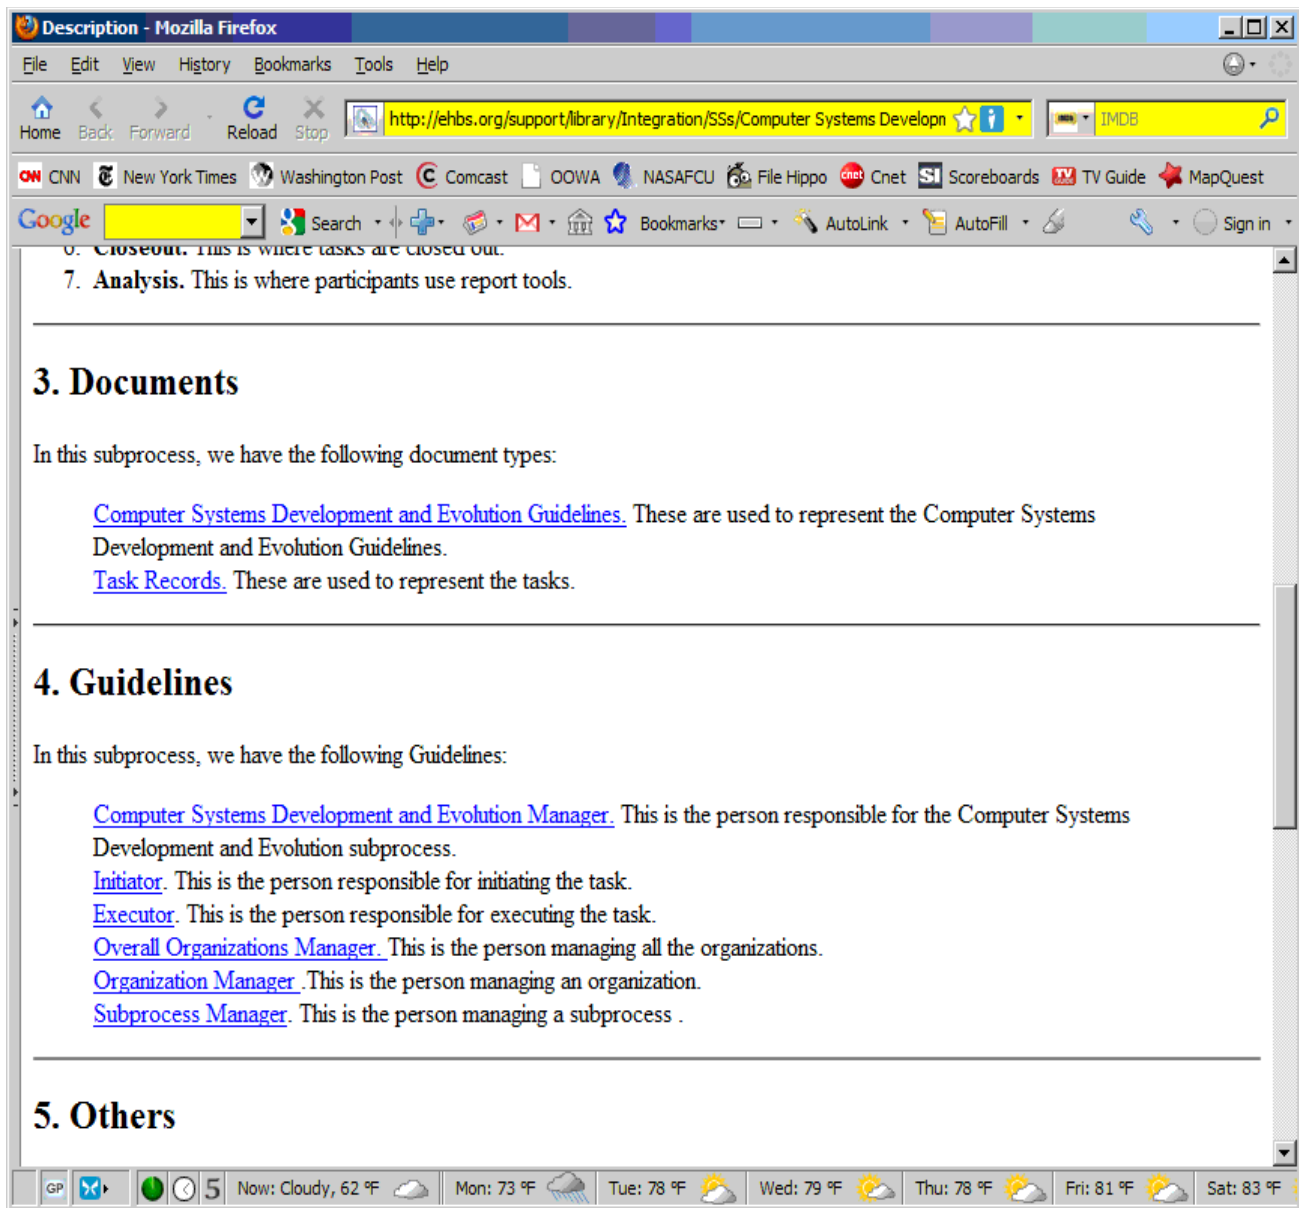 Description - Mozilla Firefox
File Edit View History Bookmarks Tools Help
Home Back Forward Reload Stop http://ehbs.org/support/library/Integration/SSs/Computer Systems Developn IMDB
CNN New York Times Washington Post Comcast OOWA NASAFCU File Hippo Cnet Scoreboards TV Guide MapQuest
Google Search Bookmarks AutoLink AutoFill Sign in
6. Closeout. This is where tasks are closed out.
7. Analysis. This is where participants use report tools.
3. Documents
In this subprocess, we have the following document types:
Computer Systems Development and Evolution Guidelines. These are used to represent the Computer Systems
Development and Evolution Guidelines.
Task Records. These are used to represent the tasks.
4. Guidelines
In this subprocess, we have the following Guidelines:
Computer Systems Development and Evolution Manager. This is the person responsible for the Computer Systems
Development and Evolution subprocess.
Initiator. This is the person responsible for initiating the task.
Executor. This is the person responsible for executing the task.
Overall Organizations Manager. This is the person managing all the organizations.
Organization Manager .This is the person managing an organization.
Subprocess Manager. This is the person managing a subprocess .
5. Others
GP 5 Now: Cloudy, 62 °F Mon: 73 °F Tue: 78 °F Wed: 79 °F Thu: 78 °F Fri: 81 °F Sat: 83 °F